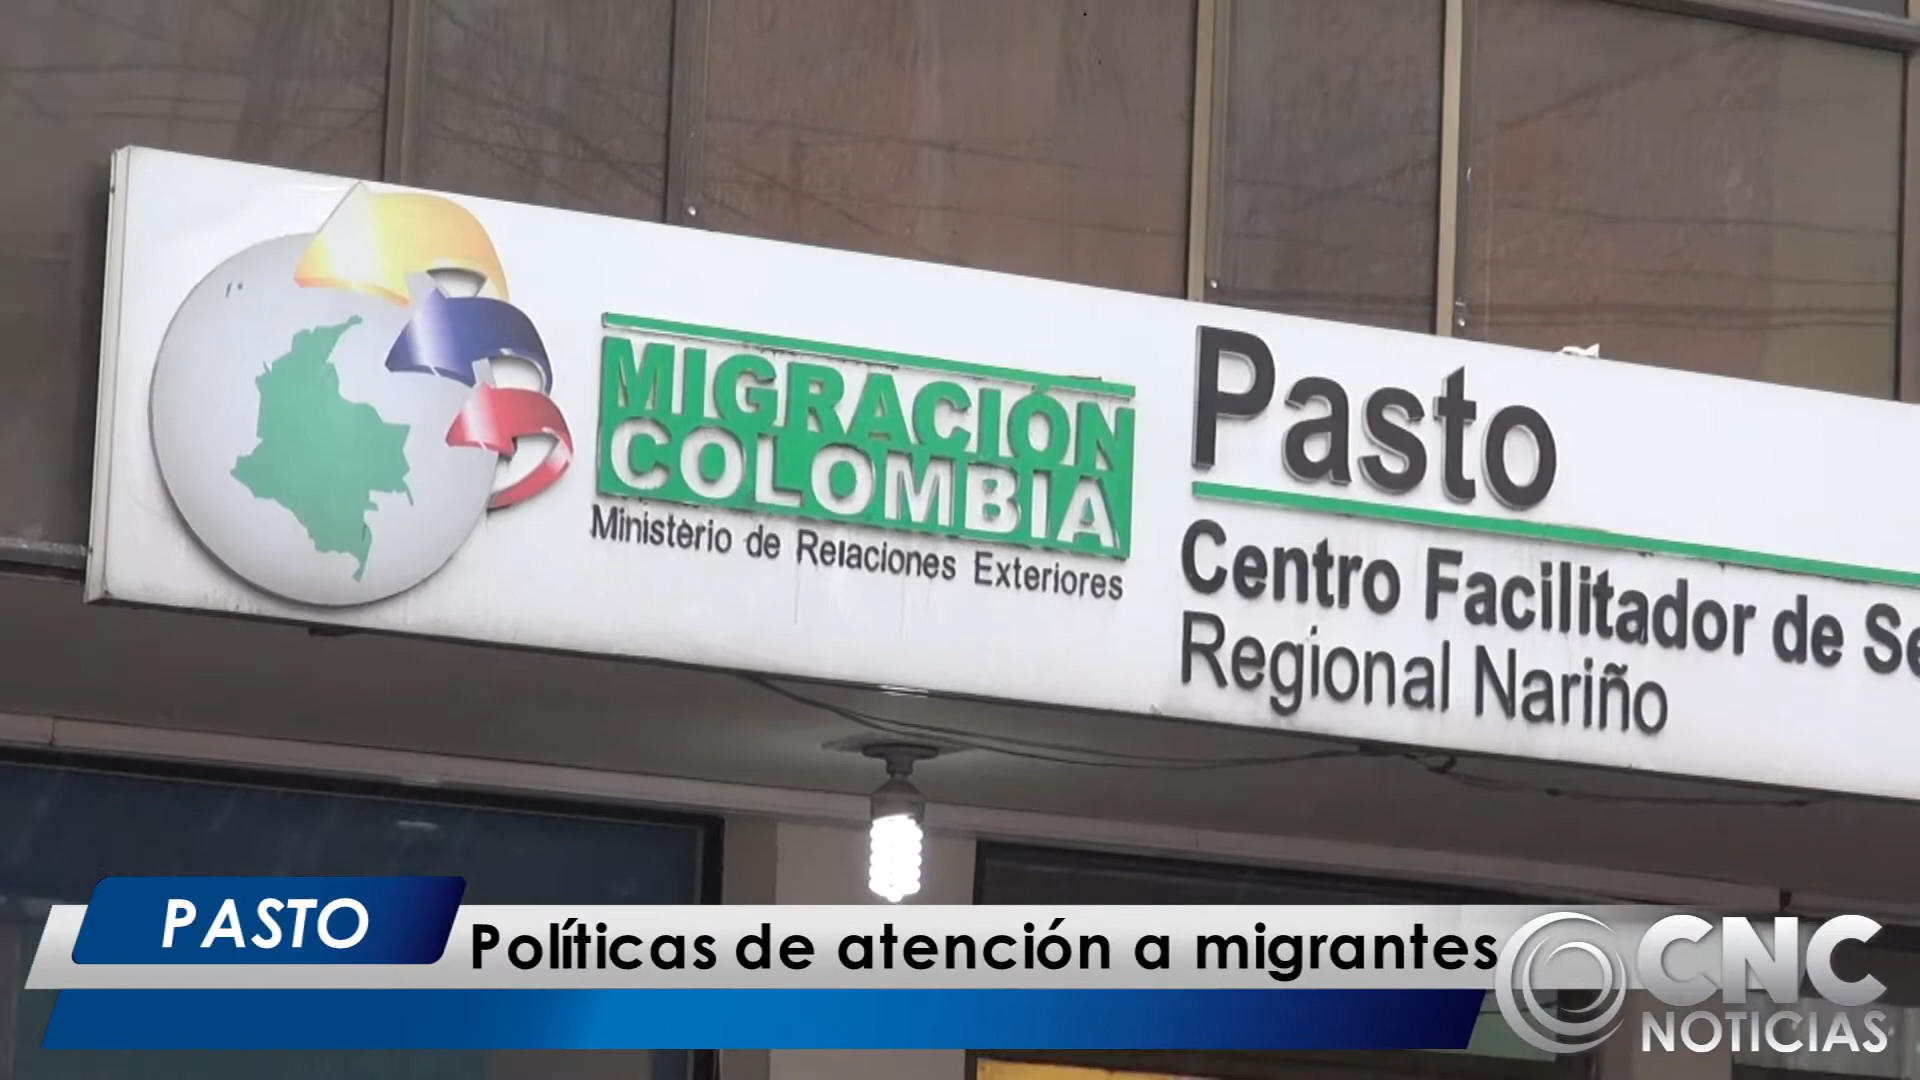 MIGRACIÓN
COLOMBIA
Ministerio de Relaciones Exteriores
Pasto
Centro Facilitador de Se
Regional Nariño
PASTO
Políticas de atención a migrantes
CNC
NOTICIAS